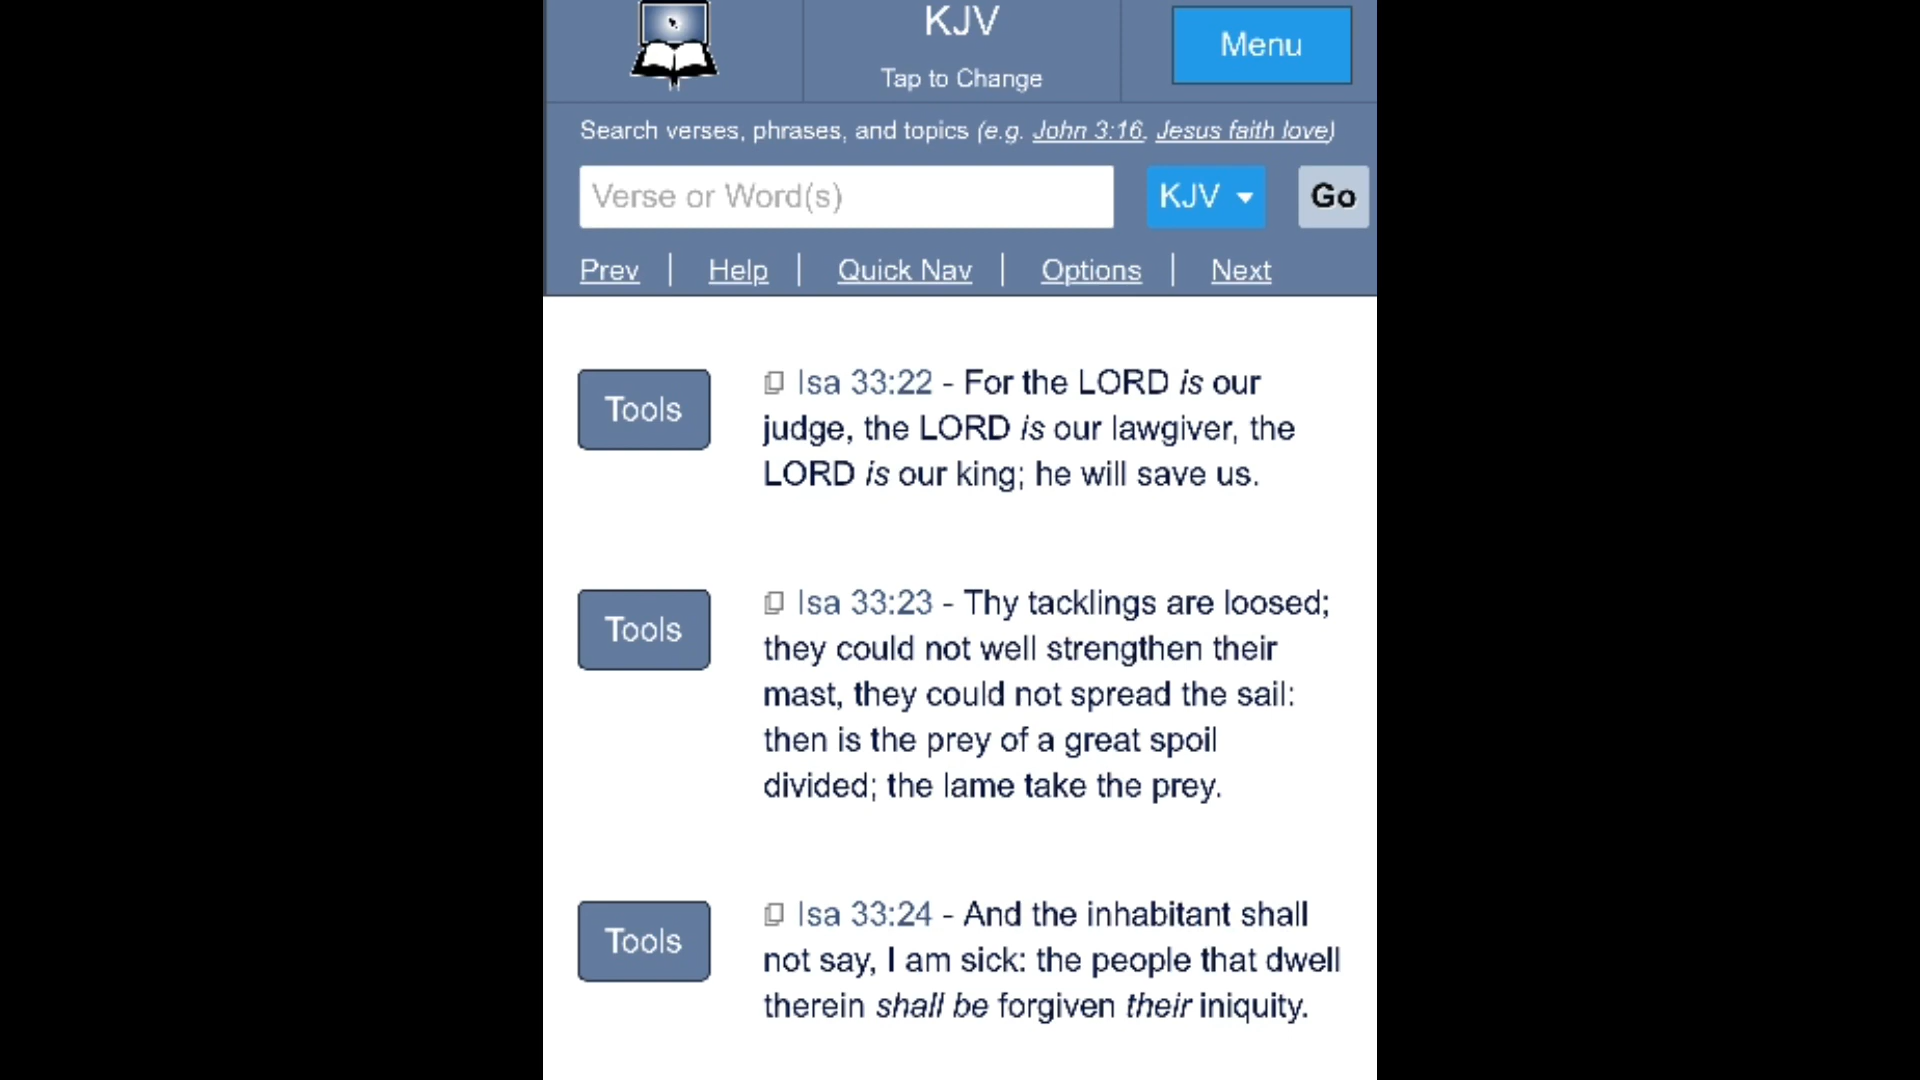 KJV
Tap to Change
Menu
Search verses, phrases, and topics (e.g. John 3:16, Jesus faith love)
Verse or Word(s)
KJV
Go
Prev | Help | Quick Nav | Options | Next
Tools
Isa 33:22 - For the LORD is our
judge, the LORD is our lawgiver, the
LORD is our king; he will save us.
Tools
Isa 33:23 - Thy tacklings are loosed;
they could not well strengthen their
mast, they could not spread the sail:
then is the prey of a great spoil
divided; the lame take the prey.
Tools
Isa 33:24 - And the inhabitant shall
not say, I am sick: the people that dwell
therein shall be forgiven their iniquity.